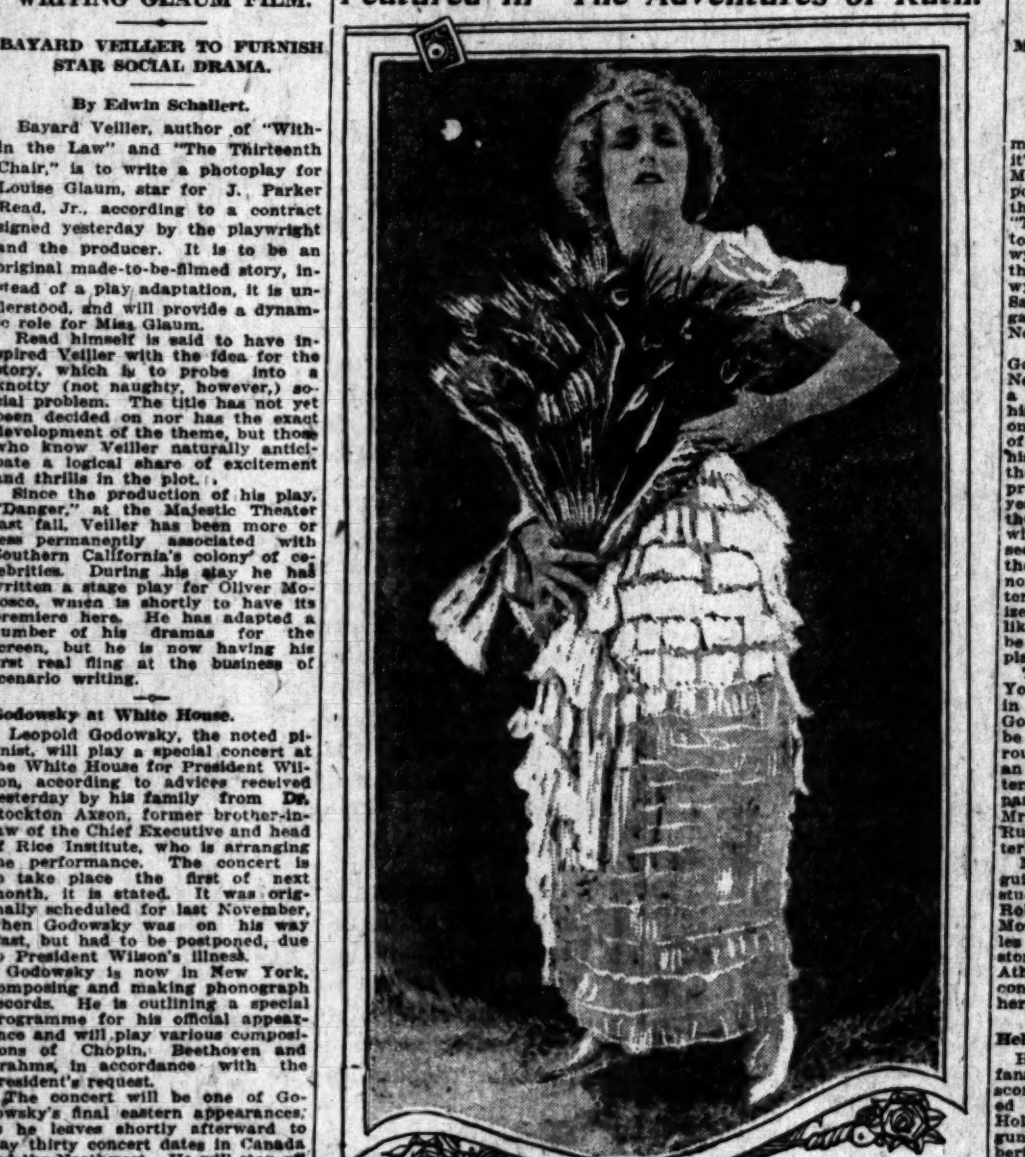 WRITING GLAUM FILM.
BAYARD VEILLER TO FURNISH
STAR SOCIAL DRAMA.
By Edwin Schallert.
Bayard Veiller, author of "With-
in the Law" and "The Thirteenth
Chair," is to write a photoplay for
Louise Glaum, star for J. Parker
Read, Jr., according to a contract
signed yesterday by the playwright
and the producer. It is to be an
original made-to-be-filmed story, in-
stead of a play adaptation, it is un-
derstood, and will provide a dynam-
ic role for Miss Glaum.
Read himself is said to have in-
spired Veiller with the idea for the
story, which is to probe into a
knotty (not naughty, however,) so-
cial problem. The title has not yet
been decided on nor has the exact
development of the theme, but those
who know Veiller naturally antici-
pate a logical share of excitement
and thrills in the plot.
Since the production of his play,
"Danger," at the Majestic Theater
last fall, Veiller has been more or
less permanently associated with
Southern California's colony of ce-
lebrities. During his stay he has
written a stage play for Oliver Mo-
rosco, which is shortly to have its
premiere here. He has adapted a
number of his dramas for the
screen, but he is now having his
first real fling at the business of
scenario writing.
Godowsky at White House.
Leopold Godowsky, the noted pi-
anist, will play a special concert at
the White House for President Wil-
son, according to advices received
yesterday by his family from Dr.
Stockton Axson, former brother-in-
law of the Chief Executive and head
of Rice Institute, who is arranging
the performance. The concert is
to take place the first of next
month, it is stated. It was orig-
inally scheduled for last November,
when Godowsky was on his way
East, but had to be postponed, due
to President Wilson's illness.
Godowsky is now in New York,
composing and making phonograph
records. He is outlining a special
programme for his official appear-
ance and will play various composi-
tions of Chopin, Beethoven and
Brahms, in accordance with the
President's request.
The concert will be one of Go-
dowsky's final eastern appearances,
as he leaves shortly afterward to
play thirty concert dates in Canada
Featured in "The Adventures of Ruth."